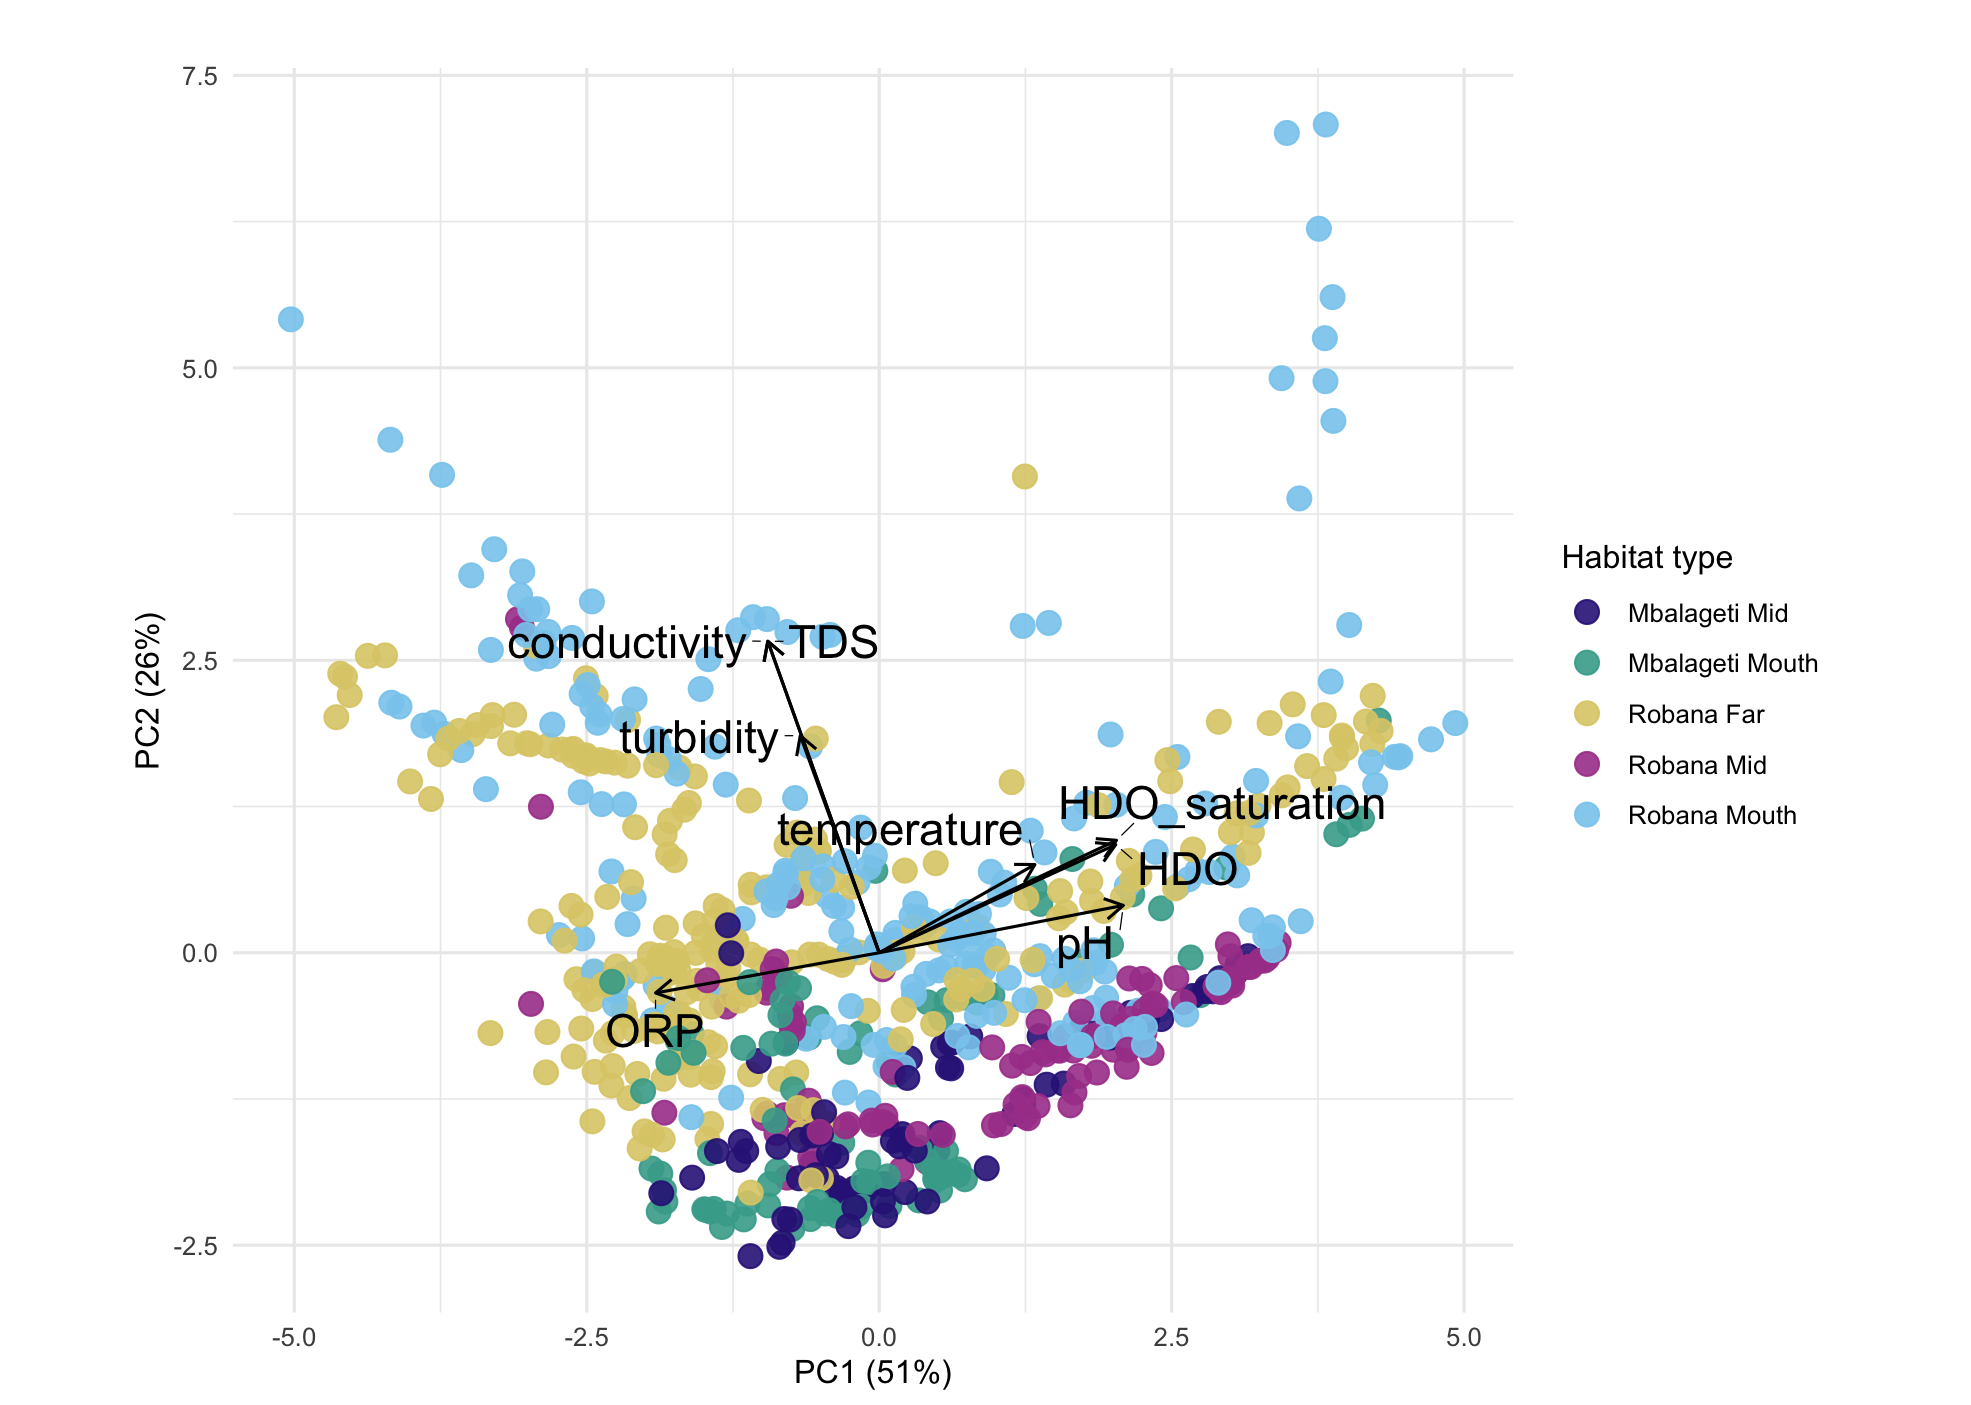 7.5
5.0
2.5
0.0
-2.5
-5.0
-2.5
0.0
2.5
5.0
PC1 (51%)
PC2 (26%)
conductivity
TDS
turbidity
temperature
HDO_saturation
HDO
pH
ORP
Habitat type
Mbalageti Mid
Mbalageti Mouth
Robana Far
Robana Mid
Robana Mouth